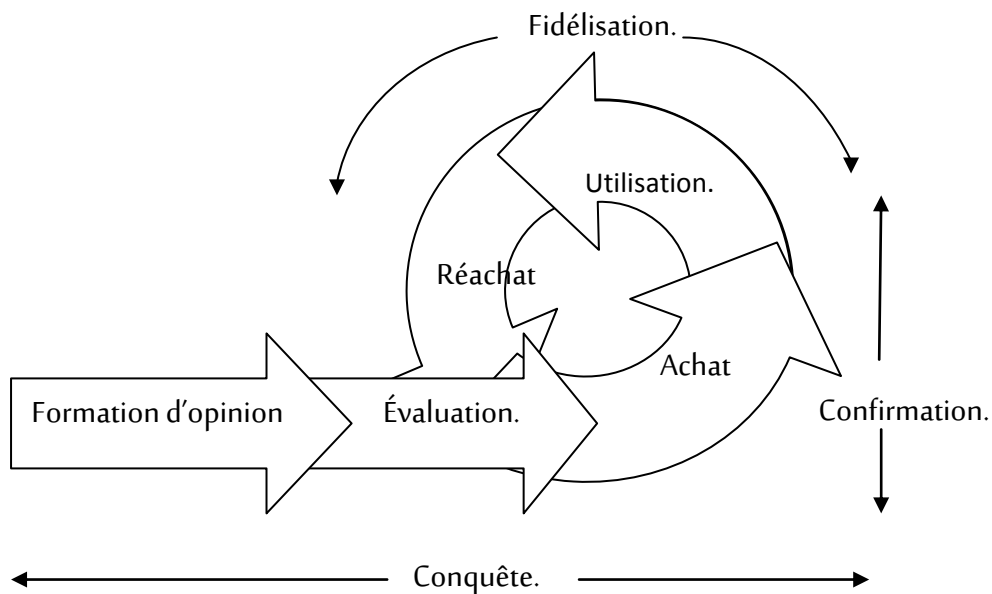 Fidélisation.
Utilisation.
Réachat
Achat
Formation d’opinion
Évaluation.
Confirmation.
Conquête.